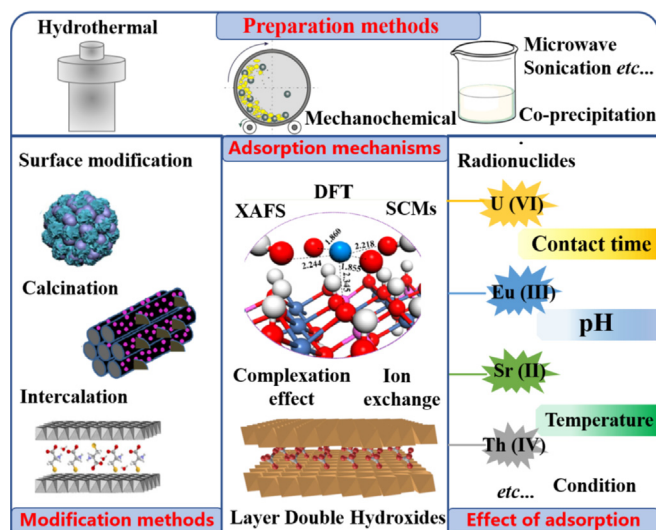 Preparation methods
Hydrothermal
Mechanochemical
Microwave
Sonication etc...
Co-precipitation
Surface modification
Calcination
Intercalation
Modification methods
Adsorption mechanisms
DFT
XAFS
SCMs
1.860
2.218
2.244
1.855
2.345
Complexation
effect
Ion
exchange
Layer Double Hydroxides
Radionuclides
U (VI)
Contact time
Eu (III)
pH
Sr (II)
Temperature
Th (IV)
etc...
Condition
Effect of adsorption